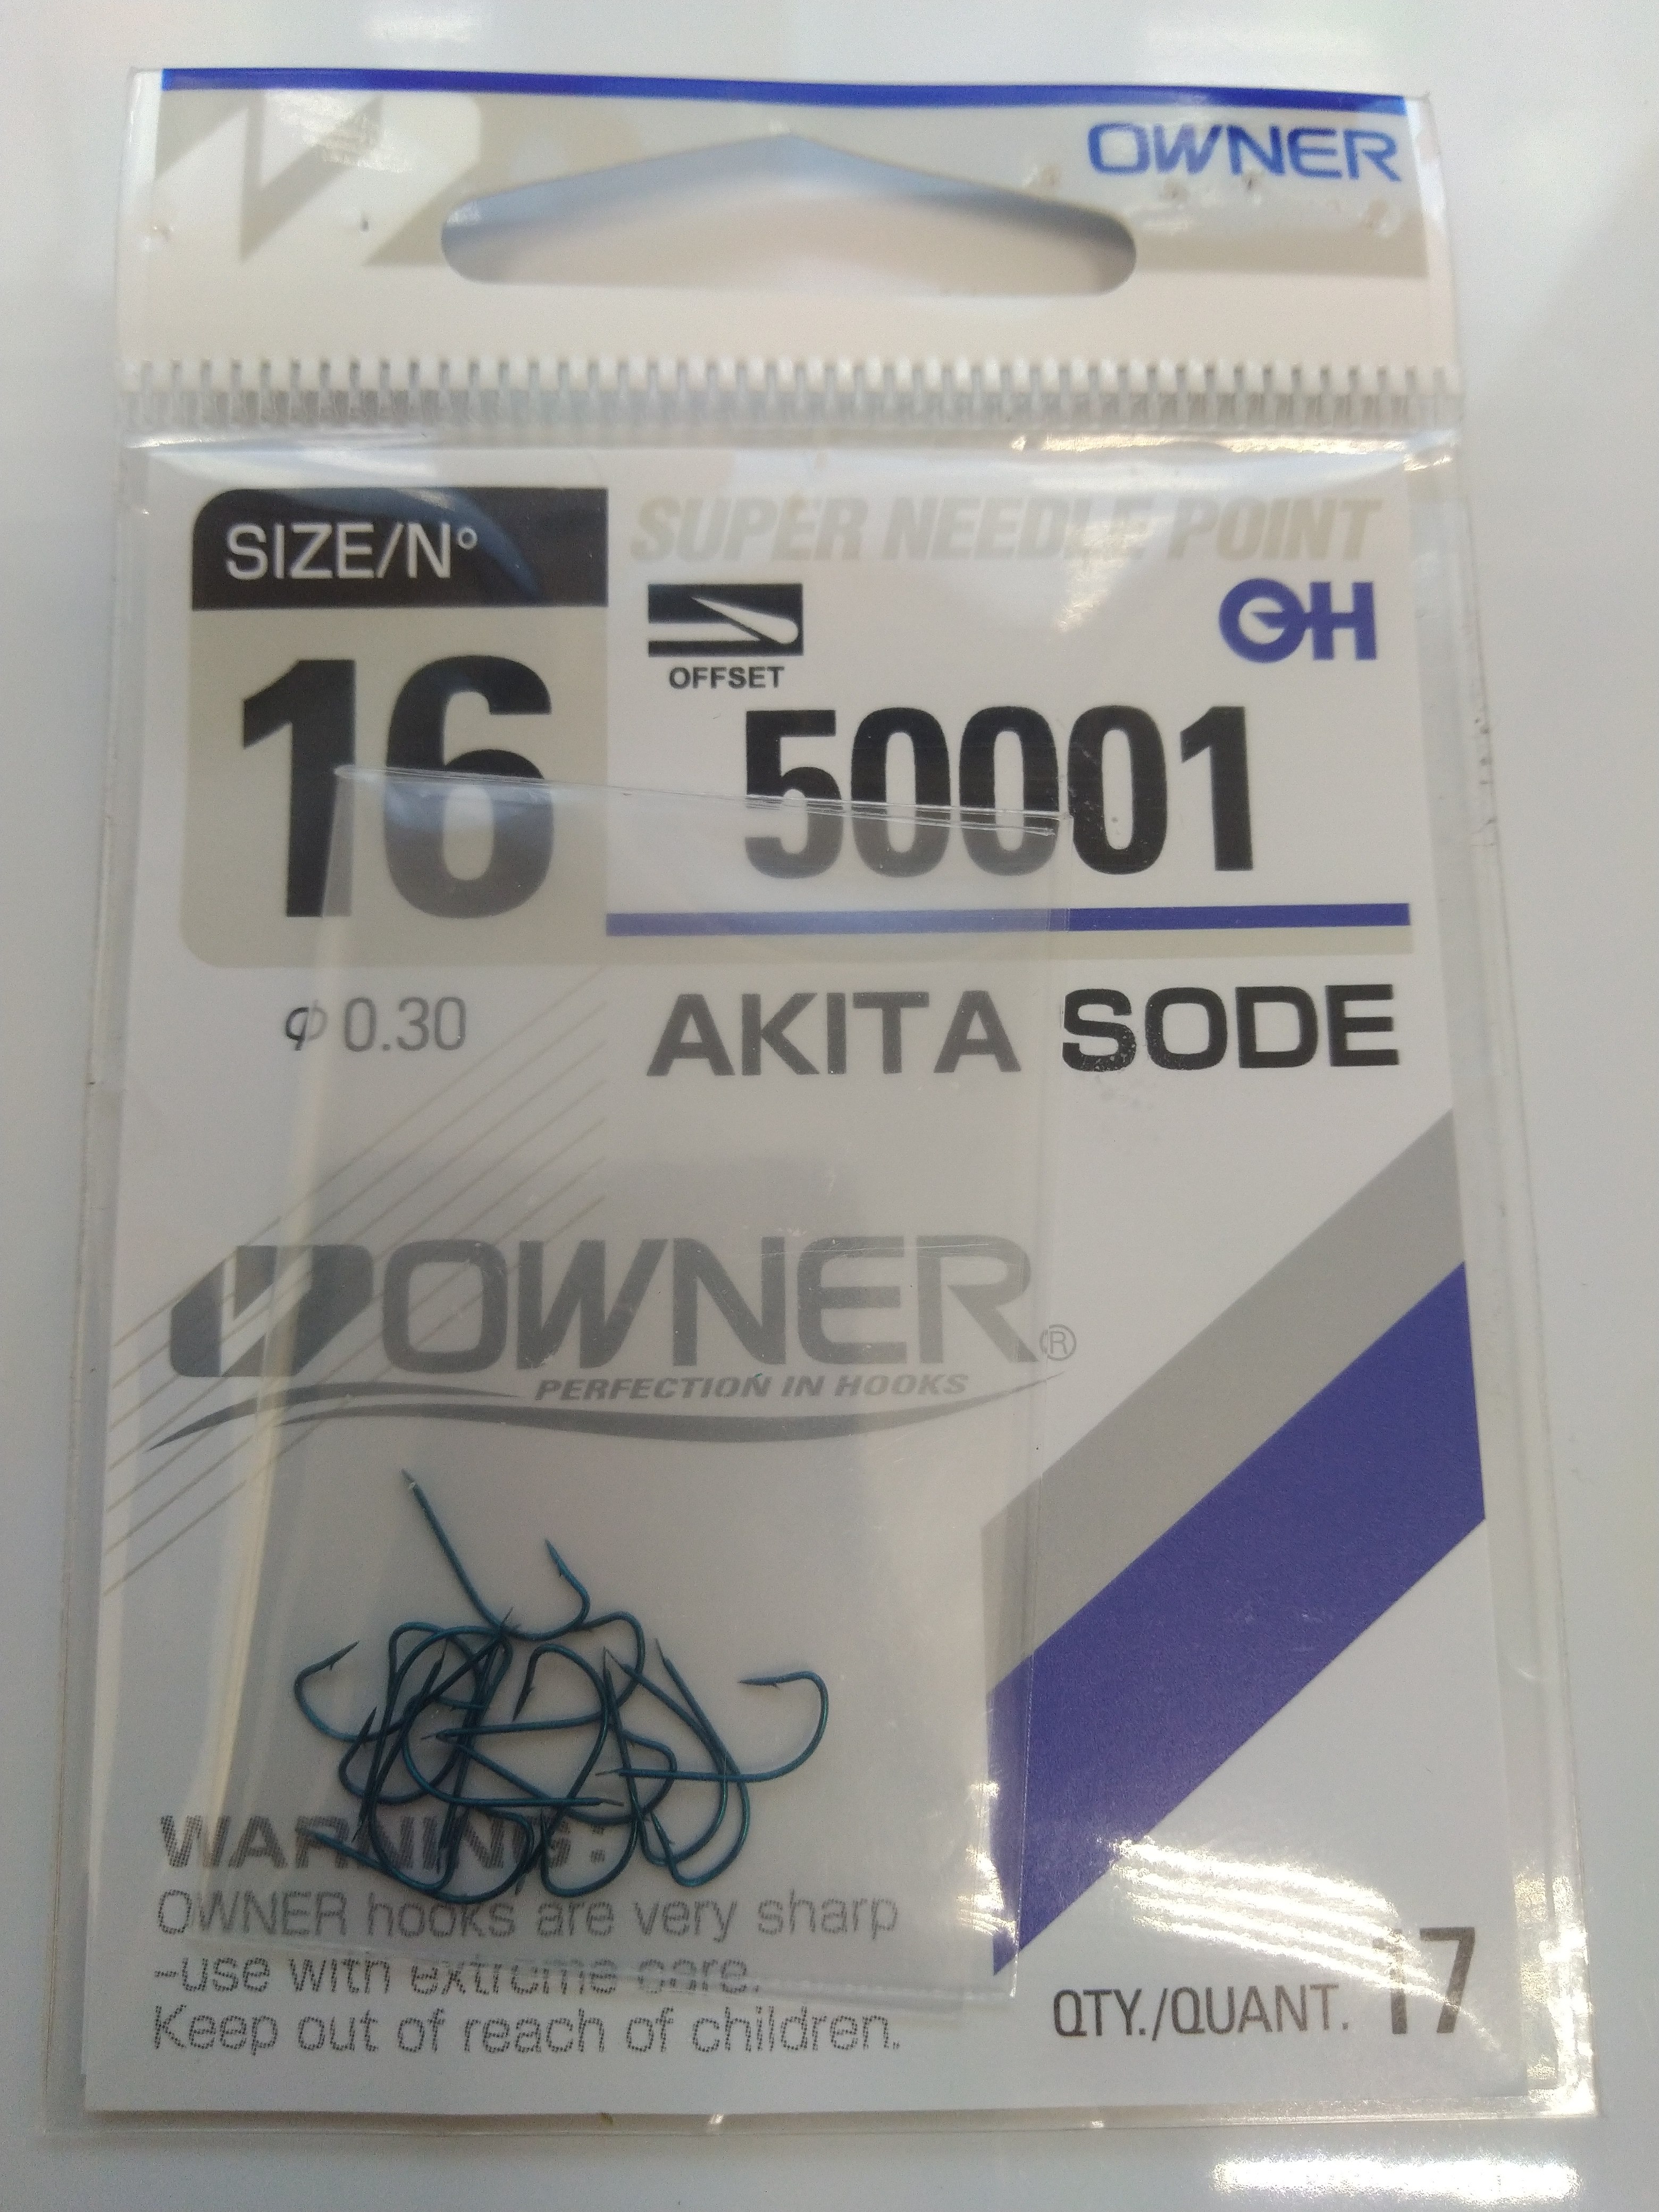 OWNER
SIZE/N°
SUPER NEEDLE POINT
OH
OFFSET
16
50001
φ 0.30
AKITA SODE
OWNER®
PERFECTION IN HOOKS
WARNING:
OWNER hooks are very sharp
-use with extreme care.
Keep out of reach of children.
QTY./QUANT. 17